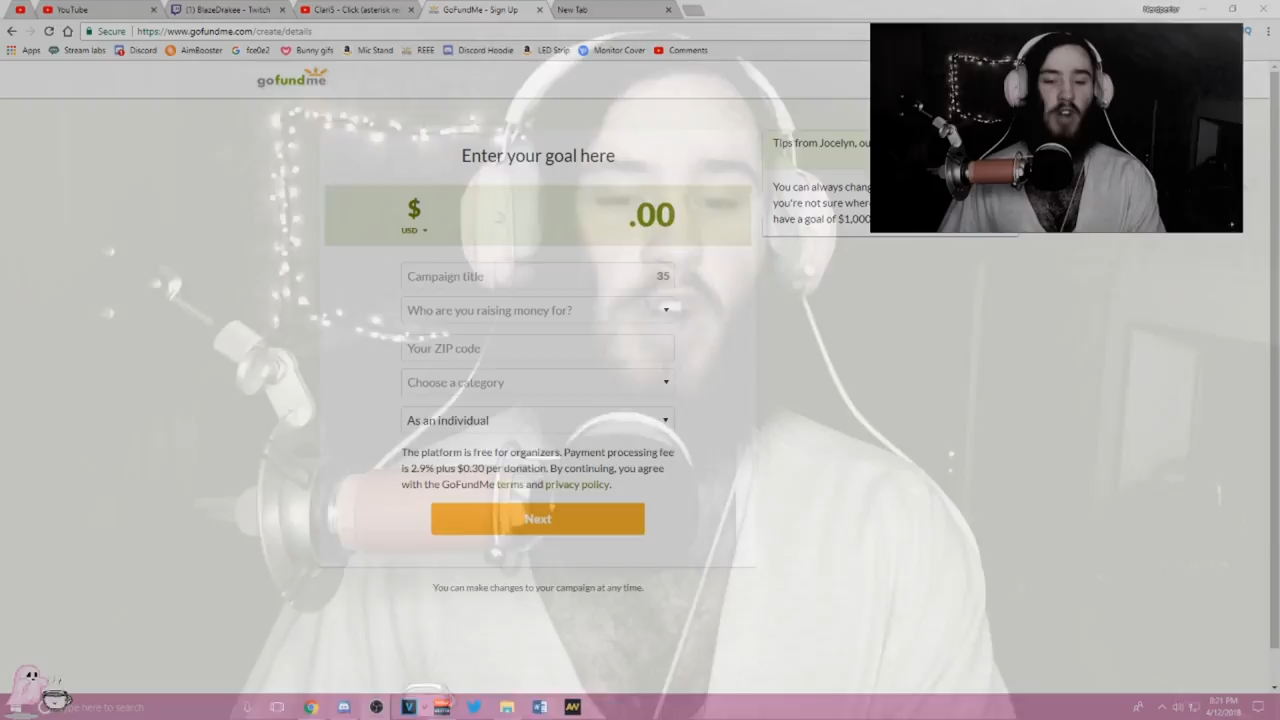 YouTube
(1) BlazeDrakee - Twitch
ClariS - Click (asterisk re
GoFundMe - Sign Up
New Tab
Secure
https://www.gofundme.com/create/details
Apps
Stream labs
Discord
AimBooster
fce0e2
Bunny gifs
Mic Stand
REEE
Discord Hoodie
LED Strip
Monitor Cover
Comments
gofundme
Enter your goal here
$
USD
.00
Tips from Jocelyn, ou
You can always chang
you're not sure wher
have a goal of $1,000
Campaign title
35
Who are you raising money for?
Your ZIP code
Choose a category
As an individual
The platform is free for organizers. Payment processing fee
is 2.9% plus $0.30 per donation. By continuing, you agree
with the GoFundMe terms and privacy policy.
Next
You can make changes to your campaign at any time.
Type here to search
8:21 PM
4/12/2018